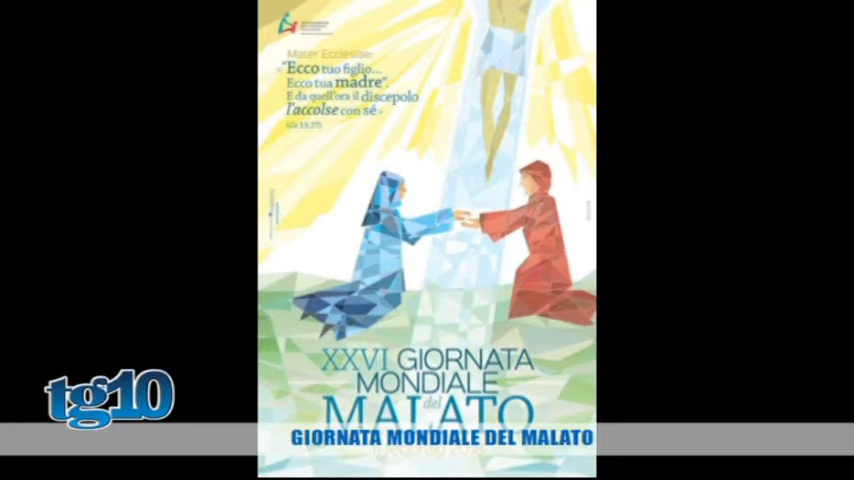 Mater Ecclesiae:
«"Ecco tuo figlio...
Ecco tua madre".
E da quell'ora il discepolo
l'accolse con sé»
(Gv 19,27)
XXVI GIORNATA
MONDIALE
del
MALATO
tg10
GIORNATA MONDIALE DEL MALATO